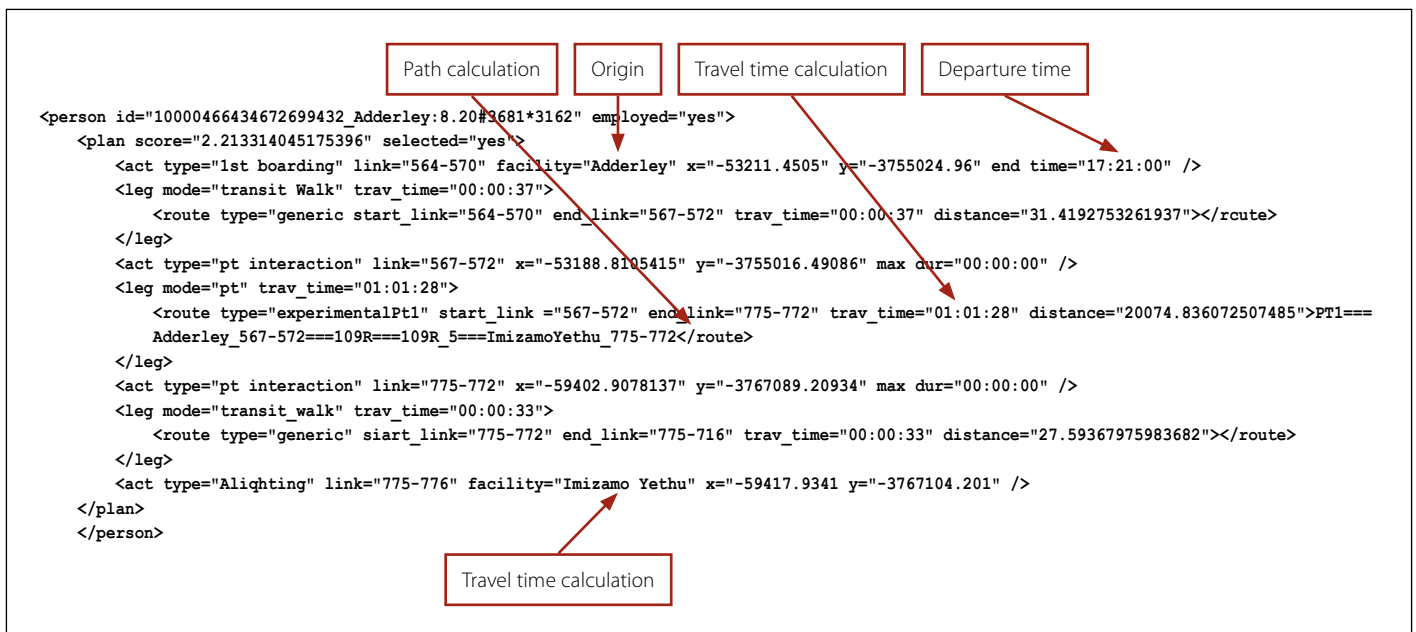 Path calculation Origin Travel time calculation Departure time
<person id="10000466434672699432_Adderley:8.20#3681*3162" employed="yes">
<plan score="2.213314045175396" selected="yes">
<act type="1st boarding" link="564-570" facility="Adderley" x="-53211.4505" y="-3755024.96" end time="17:21:00" />
<leg mode="transit Walk" trav_time="00:00:37">
<route type="generic start_link="564-570" end_link="567-572" trav_time="00:00:37" distance="31.4192753261937"></rcute>
</leg>
<act type="pt interaction" link="567-572" x="-53188.8105415" y="-3755016.49086" max dur="00:00:00" />
<leg mode="pt" trav_time="01:01:28">
<route type="experimentalPt1" start_link ="567-572" end_link="775-772" trav_time="01:01:28" distance="20074.836072507485">PT1===
Adderley_567-572===109R===109R_5===ImizamoYethu_775-772</route>
</leg>
<act type="pt interaction" link="775-772" x="-59402.9078137" y="-3767089.20934" max dur="00:00:00" />
<leg mode="transit_walk" trav_time="00:00:33">
<route type="generic" siart_link="775-772" end_link="775-716" trav_time="00:00:33" distance="27.59367975983682"></route>
</leg>
<act type="Aliqhting" link="775-776" facility="Imizamo Yethu" x="-59417.9341 y="-3767104.201" />
</plan>
</person>
Travel time calculation